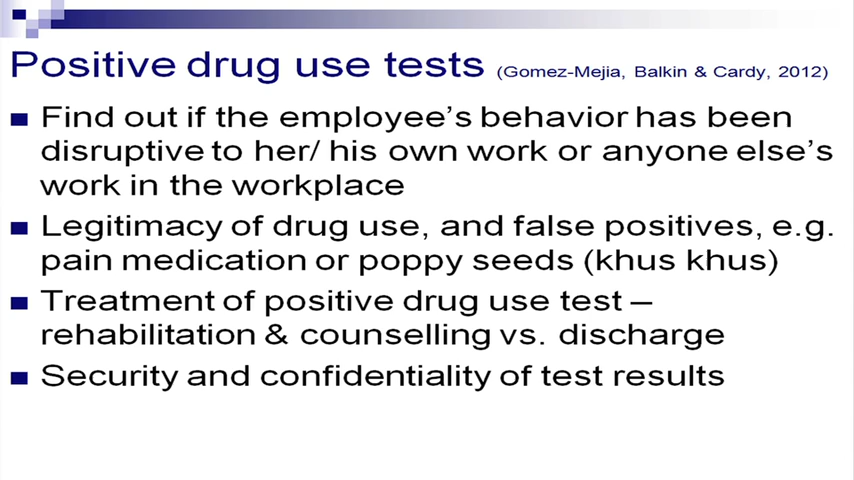 Positive drug use tests (Gomez-Mejia, Balkin & Cardy, 2012)
Find out if the employee's behavior has been
disruptive to her/ his own work or anyone else's
work in the workplace
Legitimacy of drug use, and false positives, e.g.
pain medication or poppy seeds (khus khus)
Treatment of positive drug use test –
rehabilitation & counselling vs. discharge
Security and confidentiality of test results